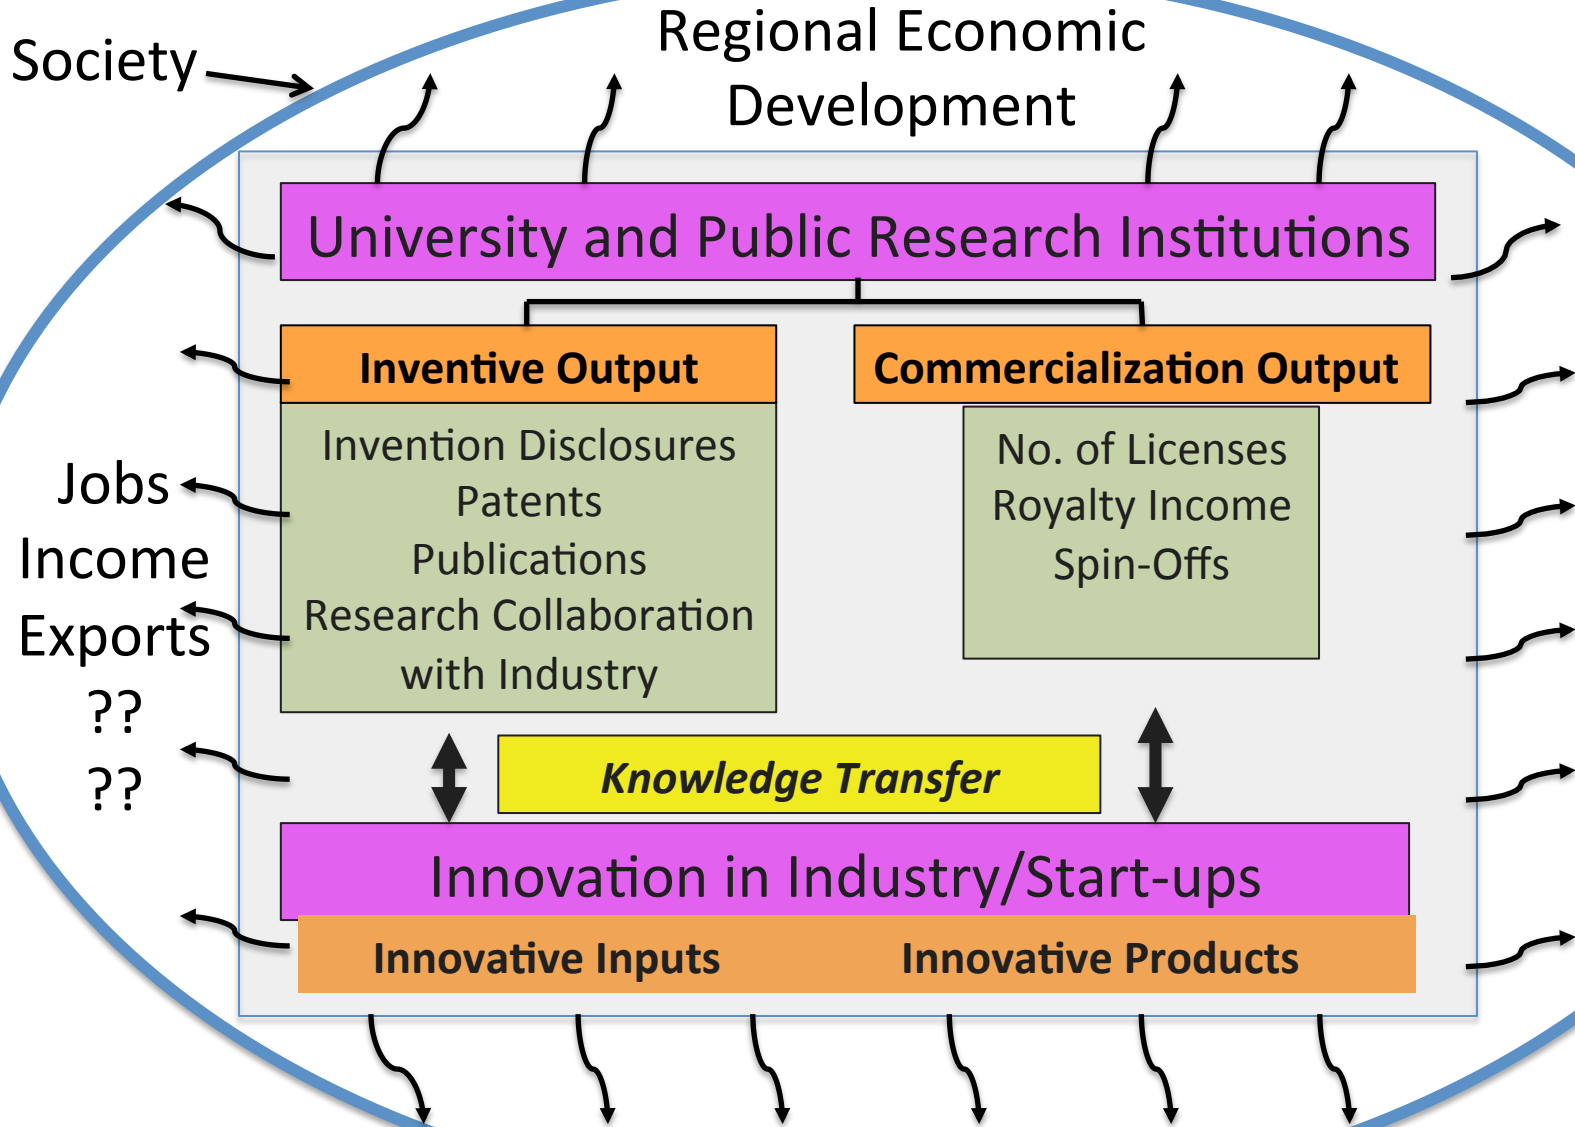 Society
Regional Economic
Development
University and Public Research Institutions
Inventive Output
Invention Disclosures
Patents
Publications
Research Collaboration
with Industry
Commercialization Output
No. of Licenses
Royalty Income
Spin-Offs
Jobs
Income
Exports
??
??
Knowledge Transfer
Innovation in Industry/Start-ups
Innovative Inputs
Innovative Products